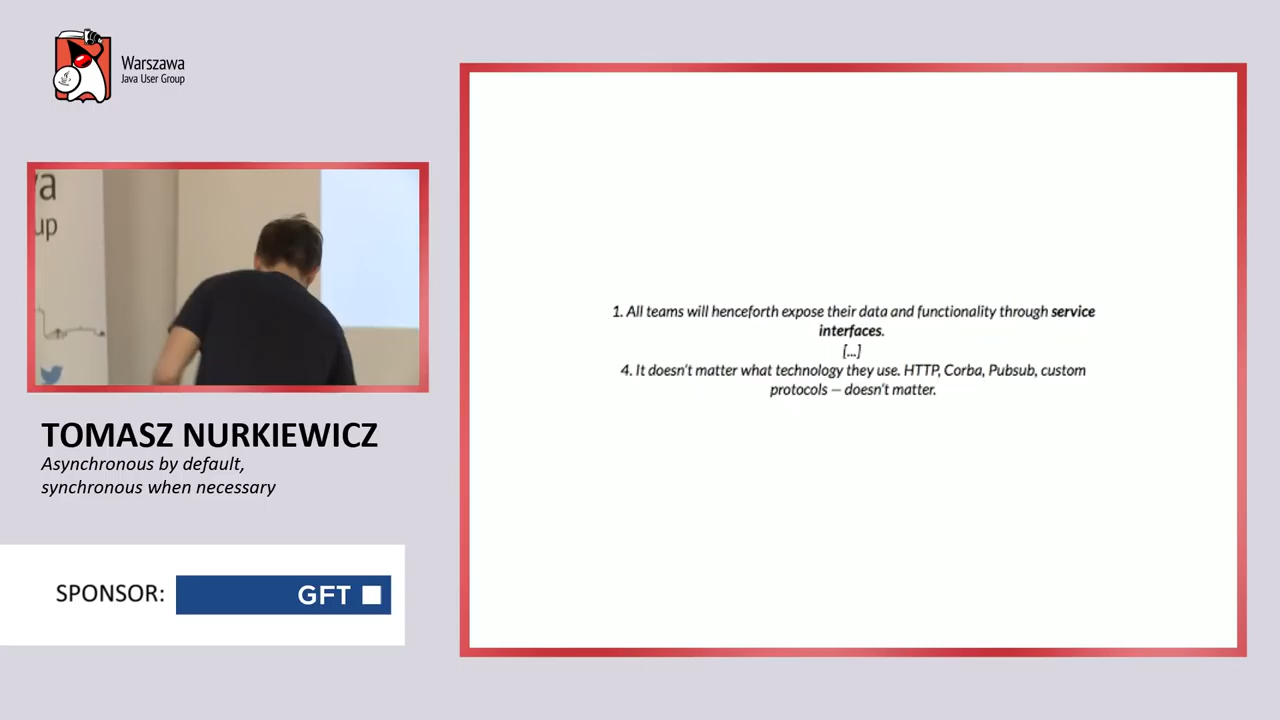 Warszawa
Java User Group
va
up
TOMASZ NURKIEWICZ
Asynchronous by default,
synchronous when necessary
SPONSOR:
GFT
1. All teams will henceforth expose their data and functionality through service
interfaces.
[...]
4. It doesn't matter what technology they use. HTTP, Corba, Pubsub, custom
protocols — doesn't matter.